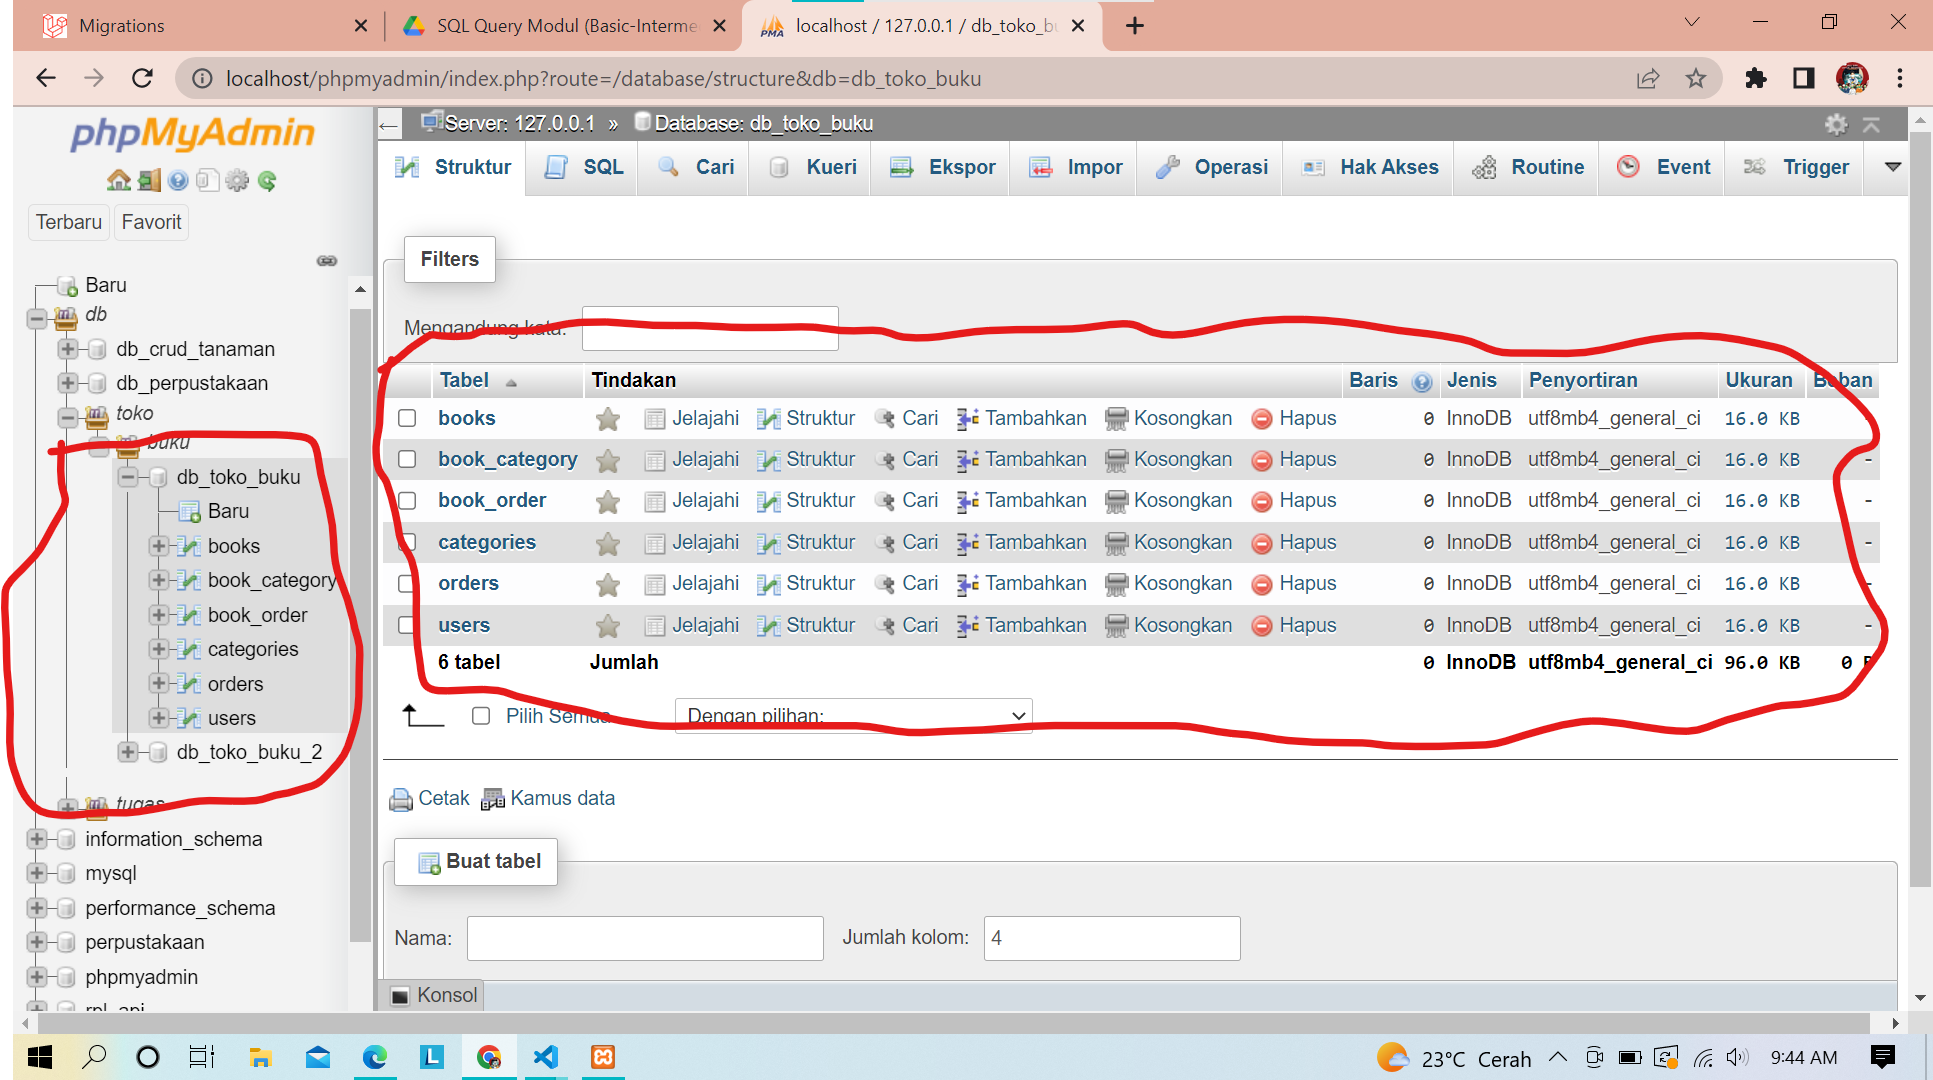 Migrations
SQL Query Modul (Basic-Interme
localhost / 127.0.0.1 / db_toko_bu
localhost/phpmyadmin/index.php?route=/database/structure&db=db_toko_buku
phpMyAdmin
Terbaru Favorit
Baru
db
db_crud_tanaman
db_perpustakaan
toko
buku
db_toko_buku
Baru
books
book_category
book_order
categories
orders
users
db_toko_buku_2
tugas
information_schema
mysql
performance_schema
perpustakaan
phpmyadmin
rpl_api
Server: 127.0.0.1 » Database: db_toko_buku
Struktur SQL Cari Kueri Ekspor Impor Operasi Hak Akses Routine Event Trigger
Filters
Mengandung kata:
Tabel Tindakan Baris Jenis Penyortiran Ukuran Beban
books Jelajahi Struktur Cari Tambahkan Kosongkan Hapus 0 InnoDB utf8mb4_general_ci 16.0 KB
book_category Jelajahi Struktur Cari Tambahkan Kosongkan Hapus 0 InnoDB utf8mb4_general_ci 16.0 KB -
book_order Jelajahi Struktur Cari Tambahkan Kosongkan Hapus 0 InnoDB utf8mb4_general_ci 16.0 KB -
categories Jelajahi Struktur Cari Tambahkan Kosongkan Hapus 0 InnoDB utf8mb4_general_ci 16.0 KB -
orders Jelajahi Struktur Cari Tambahkan Kosongkan Hapus 0 InnoDB utf8mb4_general_ci 16.0 KB -
users Jelajahi Struktur Cari Tambahkan Kosongkan Hapus 0 InnoDB utf8mb4_general_ci 16.0 KB -
6 tabel Jumlah 0 InnoDB utf8mb4_general_ci 96.0 KB 0 B
Pilih Semua Dengan pilihan:
Cetak Kamus data
Buat tabel
Nama: Jumlah kolom: 4
Konsol
23°C Cerah 9:44 AM